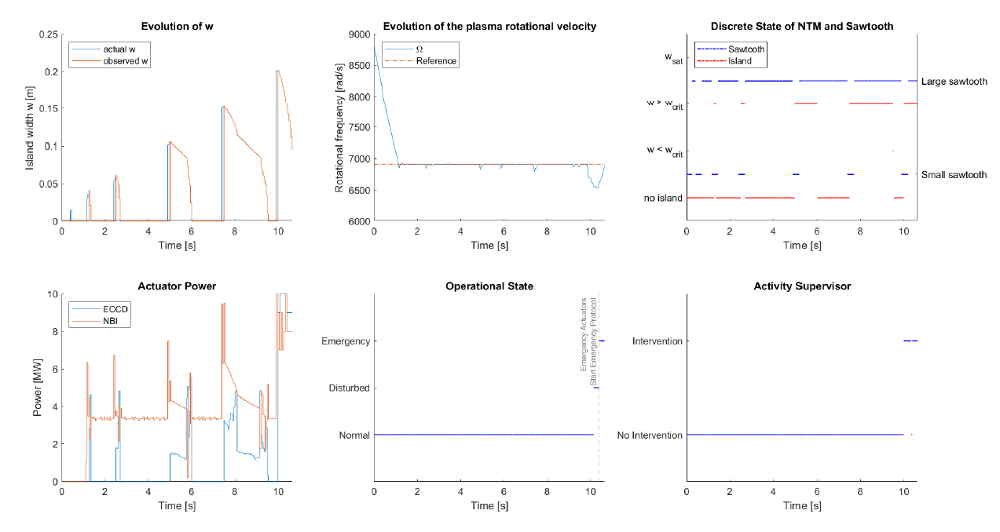 Evolution of w
0.25
0.2
0.15
0.1
0.05
0
Island width w [m]
actual w
observed w
0 2 4 6 8 10
Time [s]
Evolution of the plasma rotational velocity
9000
8500
8000
7500
7000
6500
6000
Rotational frequency [rad/s]
Ω
Reference
0 2 4 6 8 10
Time [s]
Discrete State of NTM and Sawtooth
Sawtooth
Island
w_sat
Large sawtooth
w > w_crit
w < w_crit
Small sawtooth
no island
0 2 4 6 8 10
Time [s]
Actuator Power
10
8
6
4
2
0
Power [MW]
ECCD
NBI
0 2 4 6 8 10
Time [s]
Operational State
Emergency
Disturbed
Normal
Emergency Actuators
Start Emergency Protocol
0 2 4 6 8 10
Time [s]
Activity Supervisor
Intervention
No Intervention
0 2 4 6 8 10
Time [s]